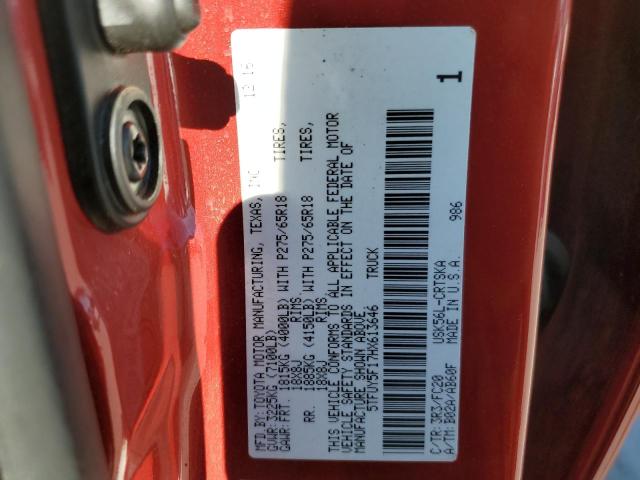 MFD.BY:TOYOTA MOTOR MANUFACTURING, TEXAS, INC 12/16
GVWR:3225KG(7100LB)
GAWR:FRT. 1815KG(4000LB) WITH P275/65R18 TIRES,
18X8J RIMS
RR. 1885KG(4150LB) WITH P275/65R18 TIRES,
18X8J RIMS
THIS VEHICLE CONFORMS TO ALL APPLICABLE FEDERAL MOTOR
VEHICLE SAFETY STANDARDS IN EFFECT ON THE DATE OF
MANUFACTURE SHOWN ABOVE
5TFUY5F17HX613646 TRUCK
C/TR:3R3/FC20 USK56L-CRTSKA
A/TM:B02A/AB60F MADE IN U.S.A. 986
1